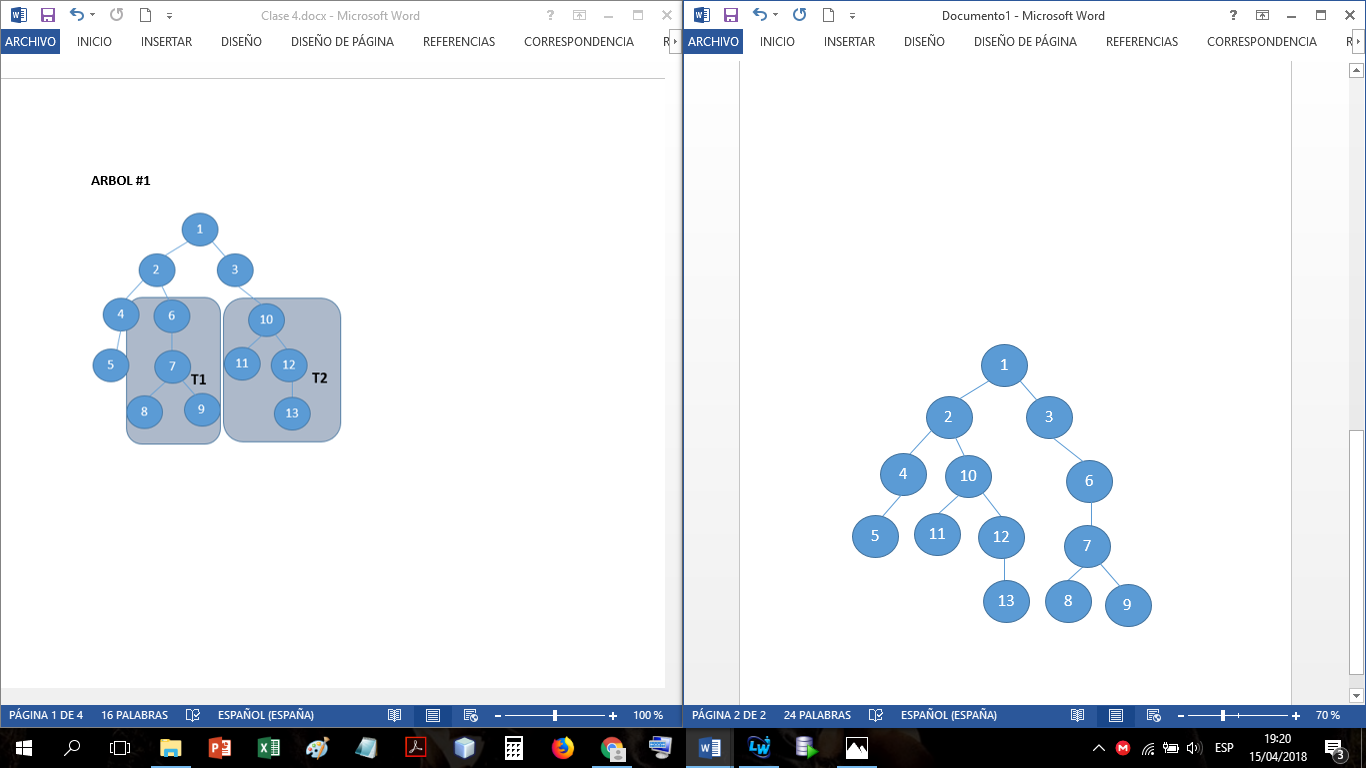 Clase 4.docx - Microsoft Word
ARCHIVO INICIO INSERTAR DISEÑO DISEÑO DE PÁGINA REFERENCIAS CORRESPONDENCIA
ARBOL #1
1
2 3
4 6 10
5 7 11 12
T1 T2
8 9 13
PÁGINA 1 DE 4 16 PALABRAS ESPAÑOL (ESPAÑA) 100 %
Documento1 - Microsoft Word
ARCHIVO INICIO INSERTAR DISEÑO DISEÑO DE PÁGINA REFERENCIAS CORRESPONDENCIA
1
2 3
4 10 6
5 11 12 7
13 8 9
PÁGINA 2 DE 2 24 PALABRAS ESPAÑOL (ESPAÑA) 70 %
ESP
19:20
15/04/2018
3